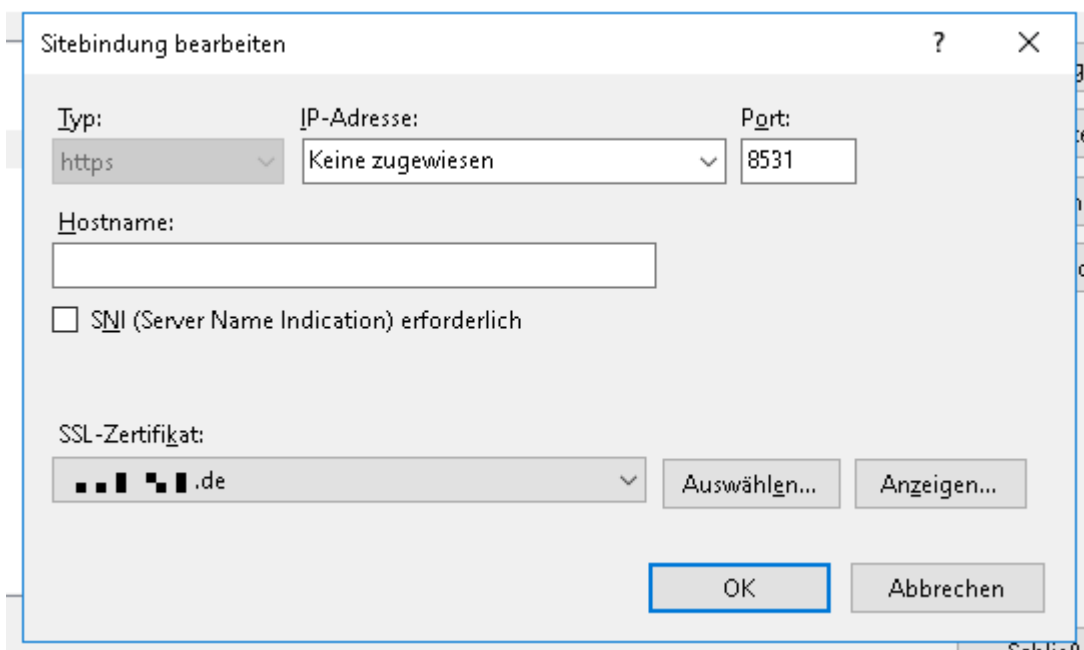 Sitebindung bearbeiten ? 
Typ: IP-Adresse: Port:
https Keine zugewiesen 8531
Hostname:
SNI (Server Name Indication) erforderlich
SSL-Zertifikat:
.de Auswählen... Anzeigen...
OK Abbrechen